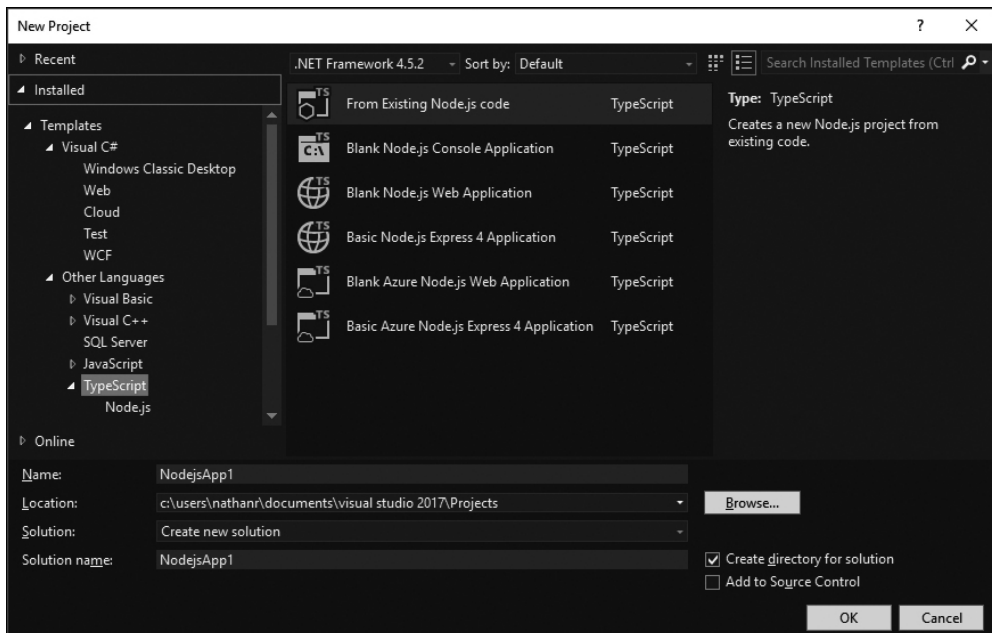 New Project
?
Recent
.NET Framework 4.5.2
Sort by: Default
Search Installed Templates (Ctrl
Installed
Templates
Visual C#
Windows Classic Desktop
Web
Cloud
Test
WCF
Other Languages
Visual Basic
Visual C++
SQL Server
JavaScript
TypeScript
Node.js
Online
TS
From Existing Node.js code TypeScript
TS
C:\
Blank Node.js Console Application TypeScript
TS
Blank Node.js Web Application TypeScript
TS
Basic Node.js Express 4 Application TypeScript
TS
Blank Azure Node.js Web Application TypeScript
TS
Basic Azure Node.js Express 4 Application TypeScript
Type: TypeScript
Creates a new Node.js project from
existing code.
Name: NodejsApp1
Location: c:\users\nathanr\documents\visual studio 2017\Projects
Browse...
Solution: Create new solution
Solution name: NodejsApp1
Create directory for solution
Add to Source Control
OK Cancel